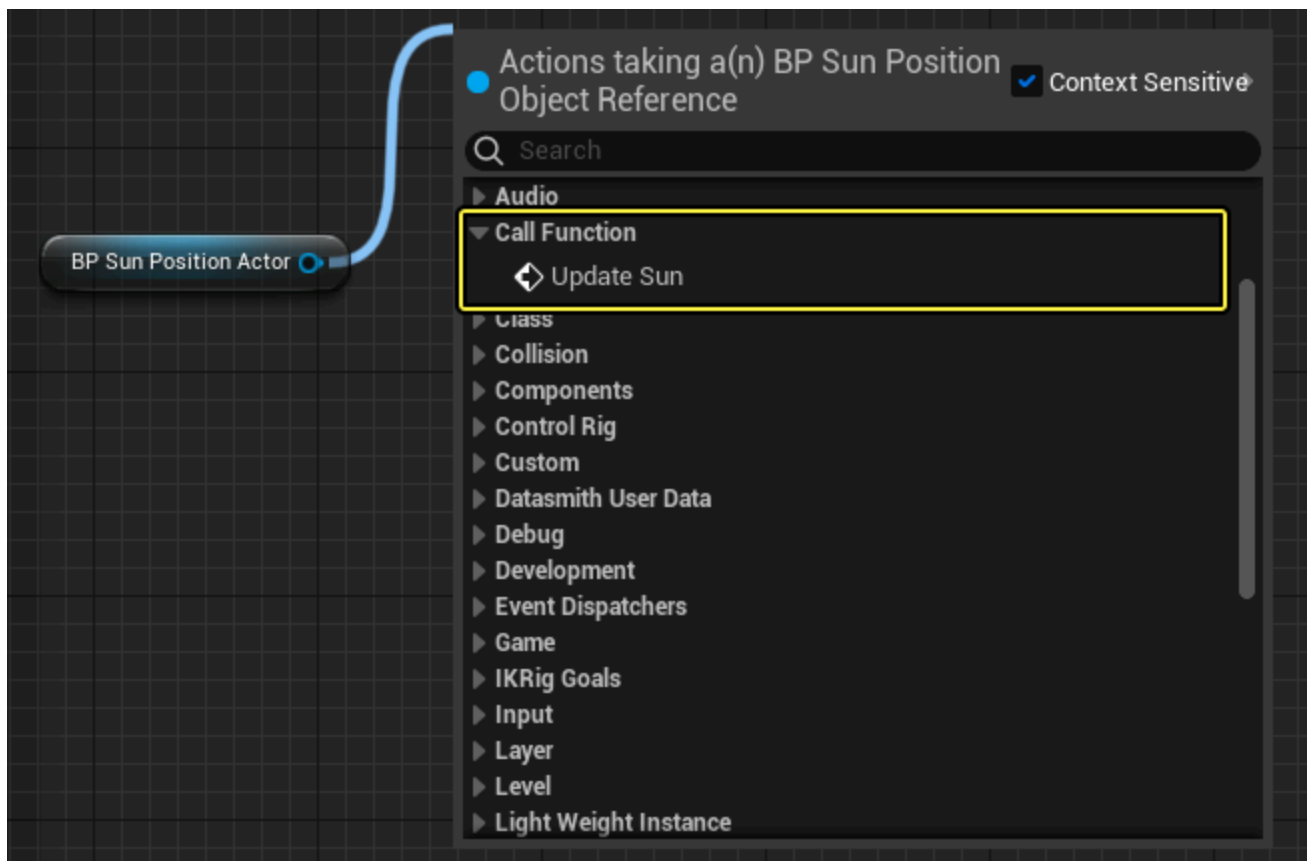 Actions taking a(n) BP Sun Position
Object Reference
Context Sensitive
Search
Audio
Call Function
BP Sun Position Actor
Update Sun
Class
Collision
Components
Control Rig
Custom
Datasmith User Data
Debug
Development
Event Dispatchers
Game
IKRig Goals
Input
Layer
Level
Light Weight Instance